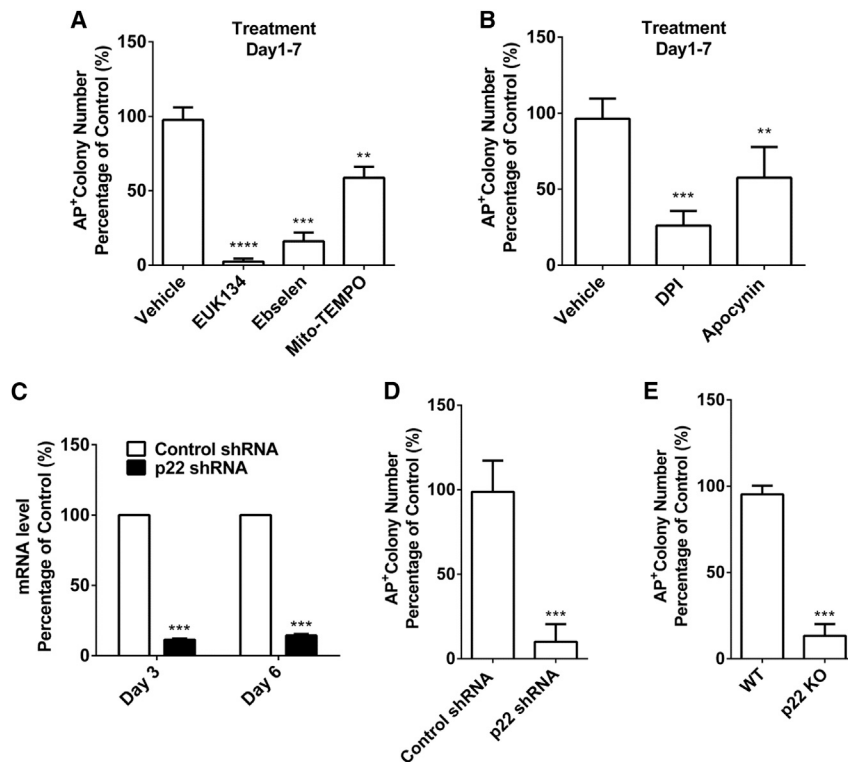 A
Treatment
Day1-7
AP+Colony Number
Percentage of Control (%)
150
100
50
0
****
***
**
Vehicle
EUK134
Ebselen
Mito-TEMPO
B
Treatment
Day1-7
AP+Colony Number
Percentage of Control (%)
150
100
50
0
***
**
Vehicle
DPI
Apocynin
C
Control shRNA
p22 shRNA
mRNA level
Percentage of Control (%)
150
100
50
0
***
***
Day 3
Day 6
D
AP+Colony Number
Percentage of Control (%)
150
100
50
0
***
Control shRNA
p22 shRNA
E
AP+Colony Number
Percentage of Control (%)
150
100
50
0
***
WT
p22 KO